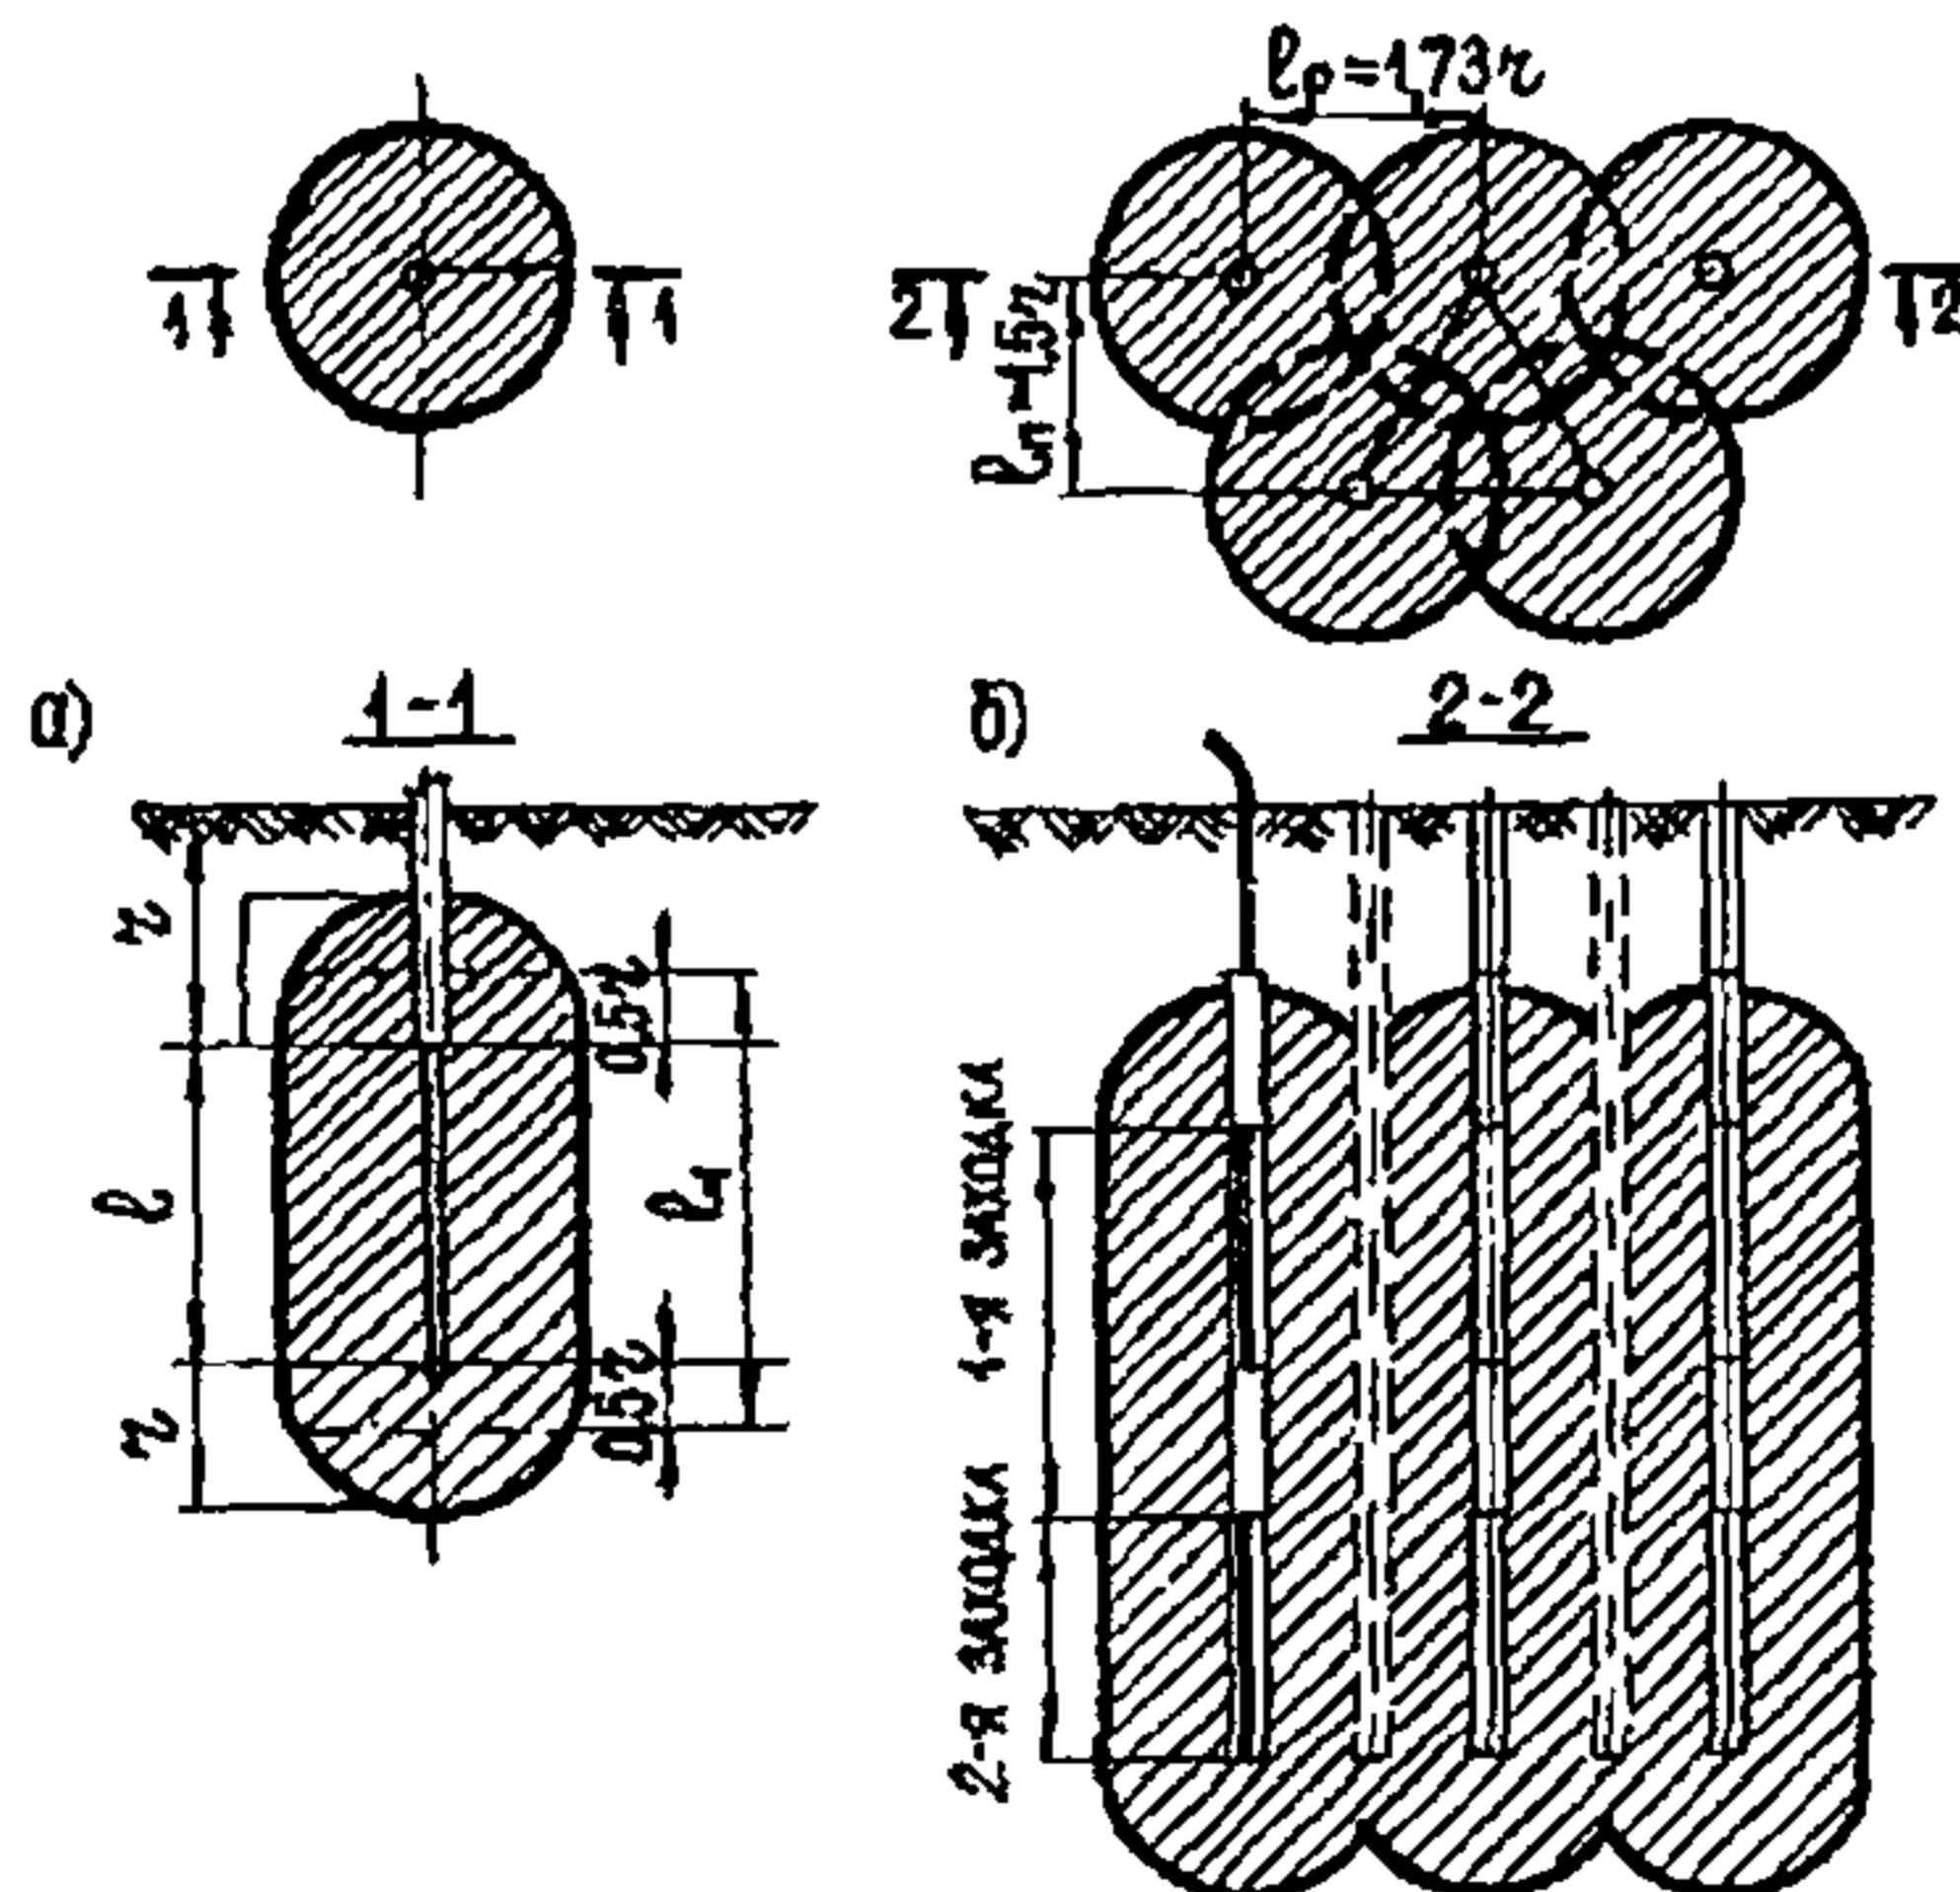 lр=1,73r
1 1
2 2
lп=1,5r
а) 1-1
б) 2-2
r
0,5r
l
l1
r
0,5r
1-я ЗАХОДКА
2-я ЗАХОДКА